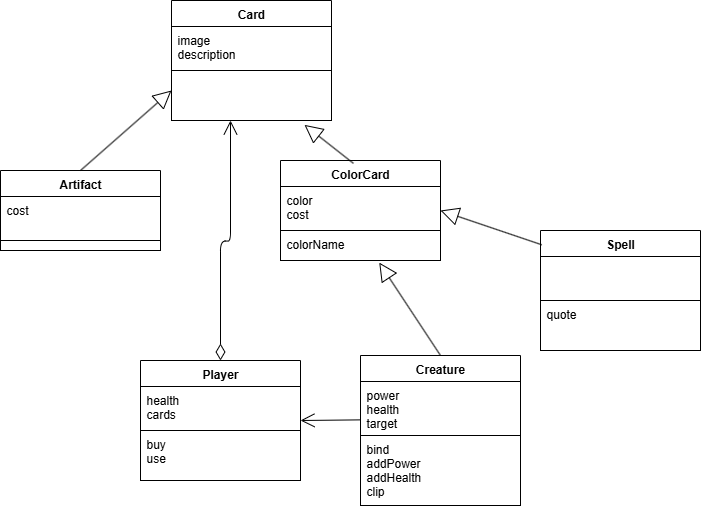 Card
image
description
Artifact
cost
ColorCard
color
cost
colorName
Spell
quote
Player
health
cards
buy
use
Creature
power
health
target
bind
addPower
addHealth
clip